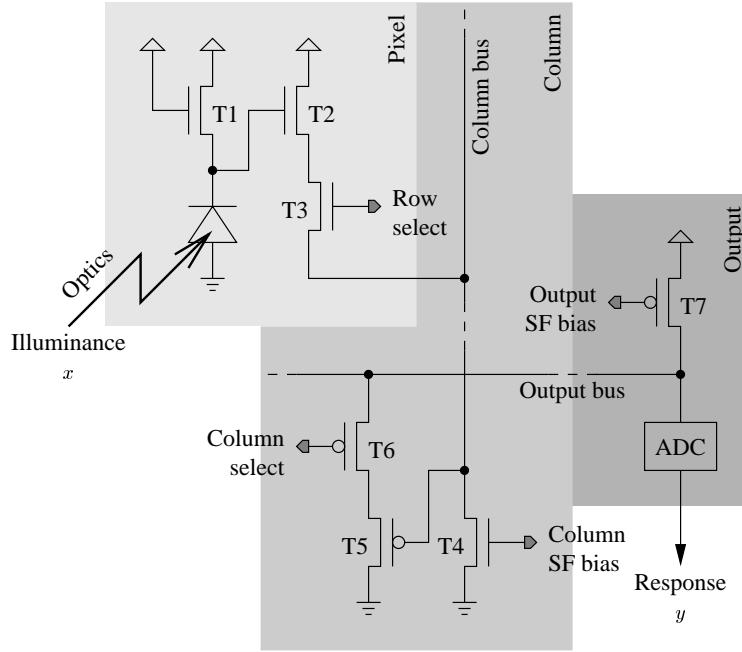 Pixel
Column bus
Column
T1
T2
T3
Row
select
Optics
Illuminance
x
Output
Output
SF bias
T7
Output bus
Column
select
T6
ADC
T5
T4
Column
SF bias
Response
y